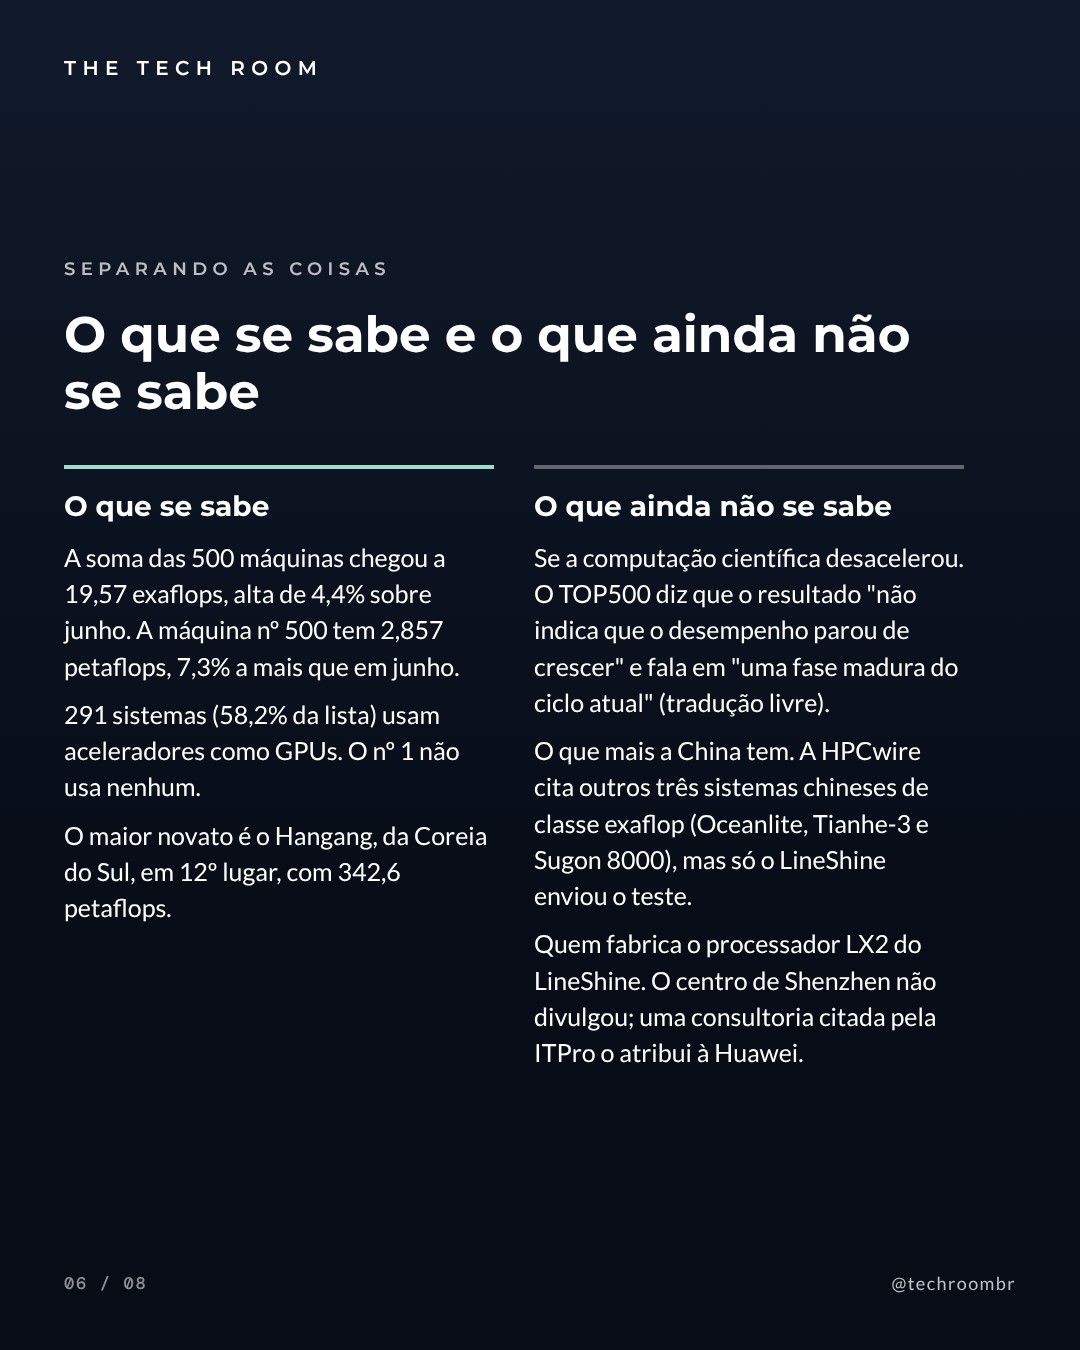 THE TECH ROOM
SEPARANDO AS COISAS
O que se sabe e o que ainda não
se sabe
O que se sabe
A soma das 500 máquinas chegou a
19,57 exaflops, alta de 4,4% sobre
junho. A máquina nº 500 tem 2,857
petaflops, 7,3% a mais que em junho.
291 sistemas (58,2% da lista) usam
aceleradores como GPUs. O nº 1 não
usa nenhum.
O maior novato é o Hangang, da Coreia
do Sul, em 12º lugar, com 342,6
petaflops.
O que ainda não se sabe
Se a computação científica desacelerou.
O TOP500 diz que o resultado "não
indica que o desempenho parou de
crescer" e fala em "uma fase madura do
ciclo atual" (tradução livre).
O que mais a China tem. A HPCwire
cita outros três sistemas chineses de
classe exaflop (Oceanlite, Tianhe-3 e
Sugon 8000), mas só o LineShine
enviou o teste.
Quem fabrica o processador LX2 do
LineShine. O centro de Shenzhen não
divulgou; uma consultoria citada pela
ITPro o atribui à Huawei.
06 / 08
@techroombr